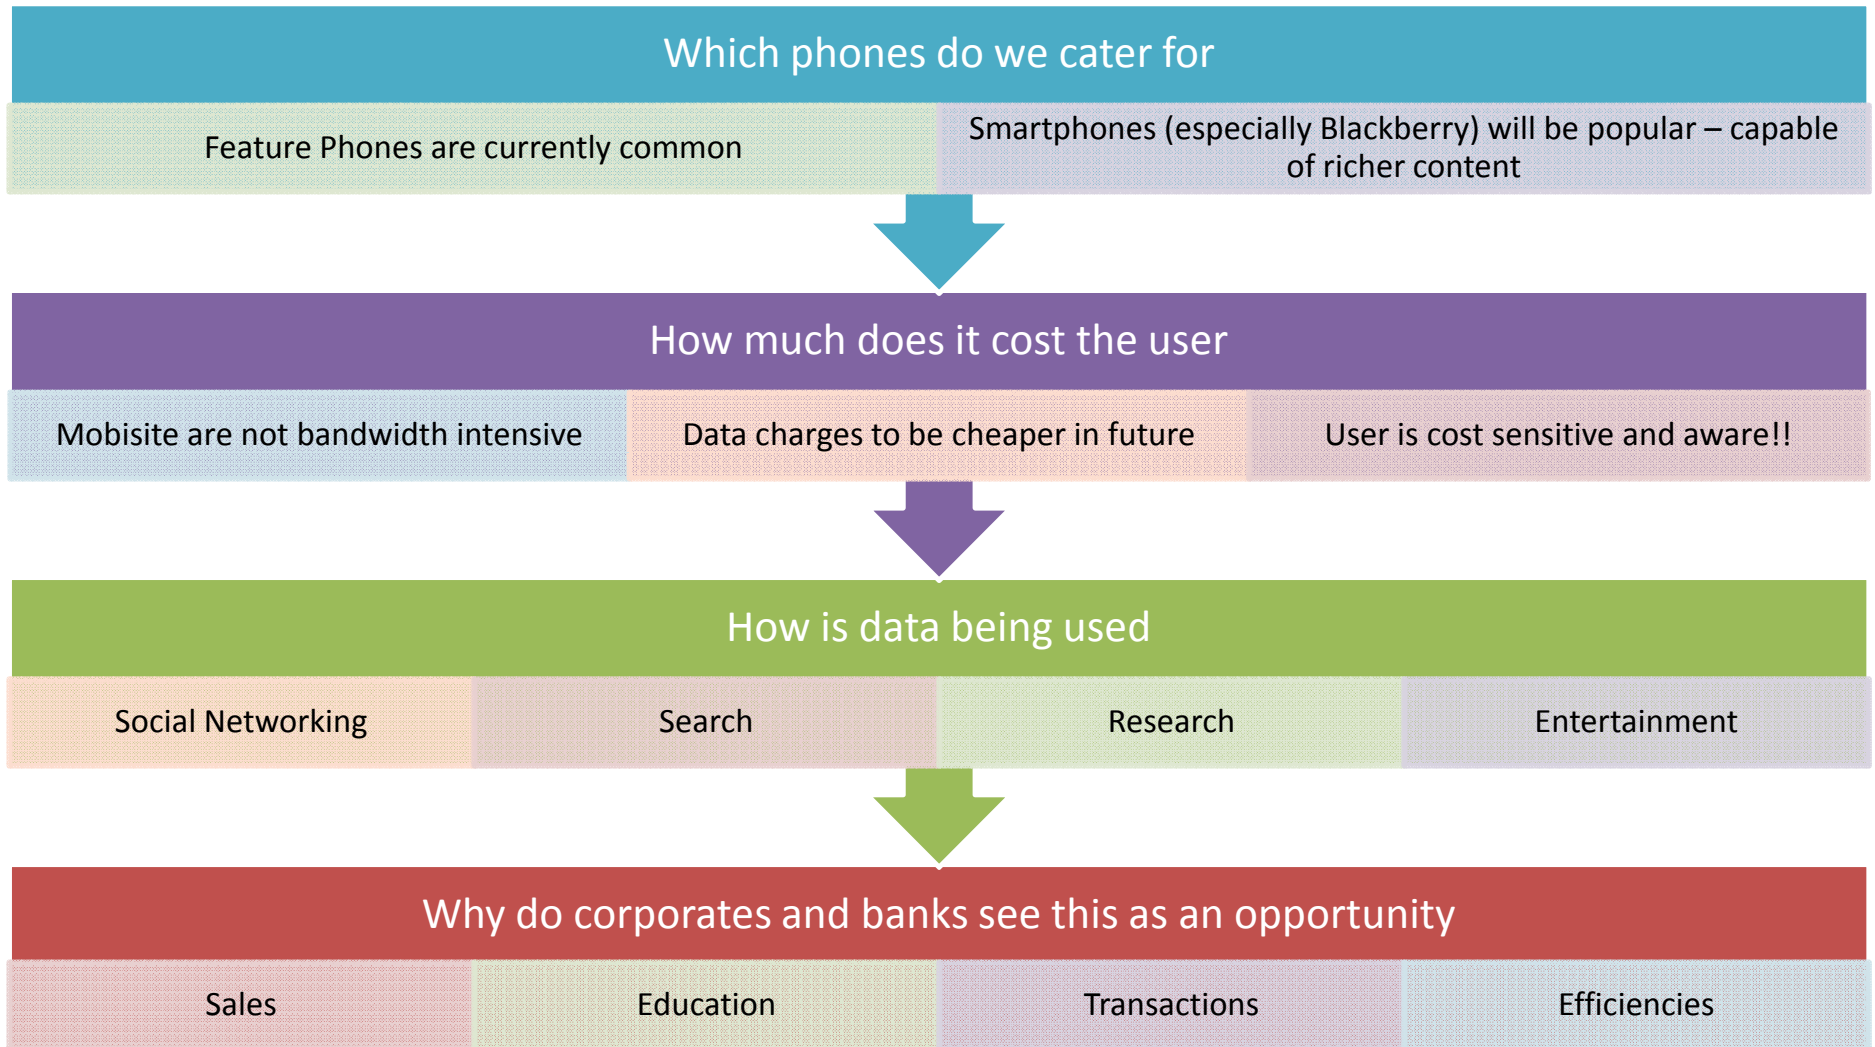 Which phones do we cater for
Feature Phones are currently common
Smartphones (especially Blackberry) will be popular – capable
of richer content
How much does it cost the user
Mobisite are not bandwidth intensive
Data charges to be cheaper in future
User is cost sensitive and aware!!
How is data being used
Social Networking
Search
Research
Entertainment
Why do corporates and banks see this as an opportunity
Sales
Education
Transactions
Efficiencies